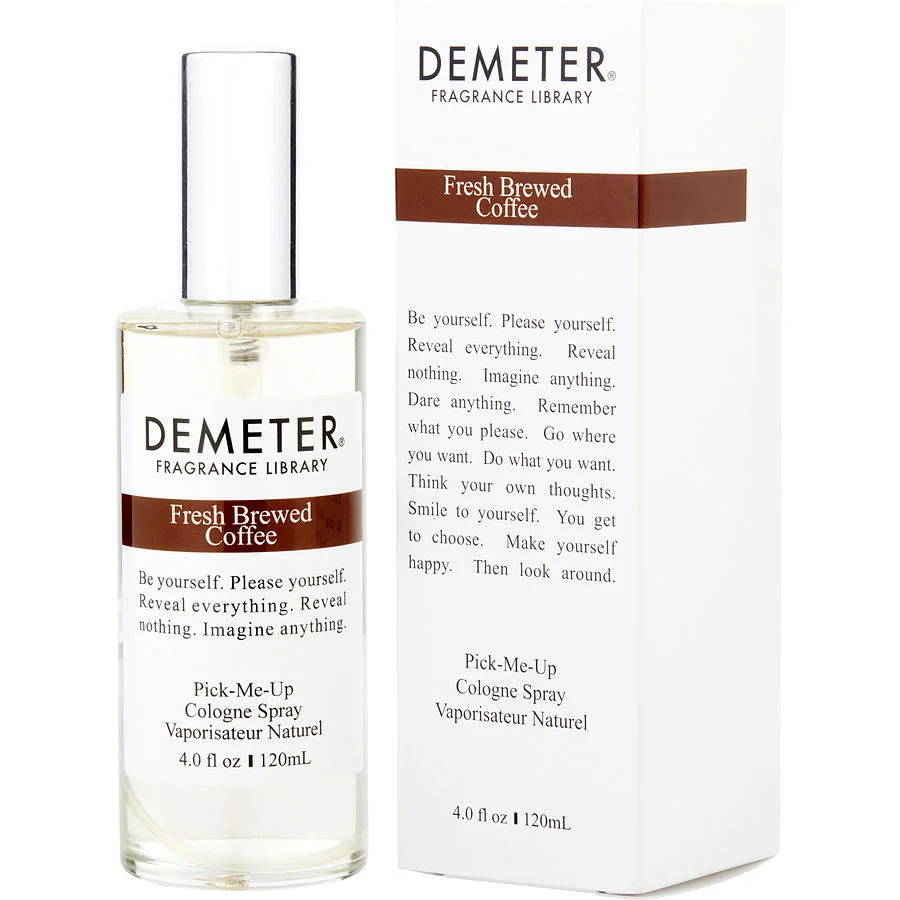 DEMETER®
FRAGRANCE LIBRARY
Fresh Brewed
Coffee
Be yourself. Please yourself.
Reveal everything. Reveal
nothing. Imagine anything.
Pick-Me-Up
Cologne Spray
Vaporisateur Naturel
4.0 fl oz ▮ 120mL
DEMETER®
FRAGRANCE LIBRARY
Fresh Brewed
Coffee
Be yourself. Please yourself.
Reveal everything. Reveal
nothing. Imagine anything.
Dare anything. Remember
what you please. Go where
you want. Do what you want.
Think your own thoughts.
Smile to yourself. You get
to choose. Make yourself
happy. Then look around.
Pick-Me-Up
Cologne Spray
Vaporisateur Naturel
4.0 fl oz ▮ 120mL